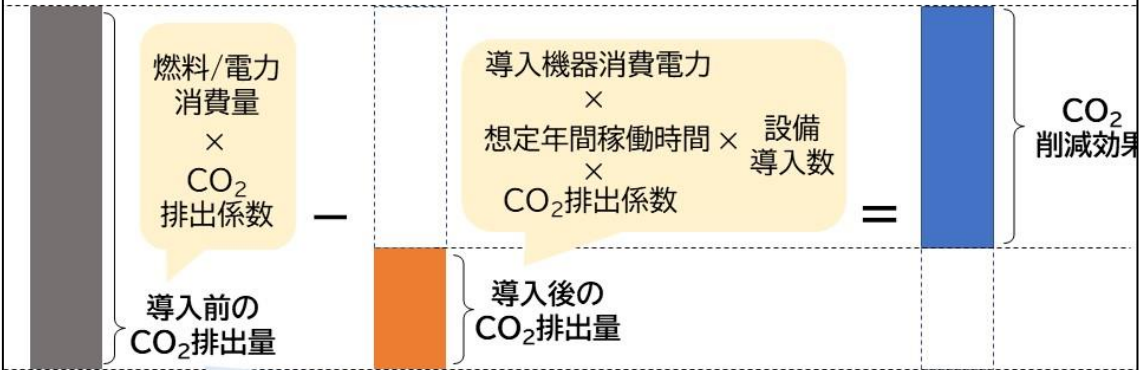 燃料/電力
消費量
×
CO₂
排出係数
導入前の
CO₂排出量
−
導入機器消費電力
×
想定年間稼働時間 × 設備
導入数
×
CO₂排出係数
導入後の
CO₂排出量
=
CO₂
削減効果